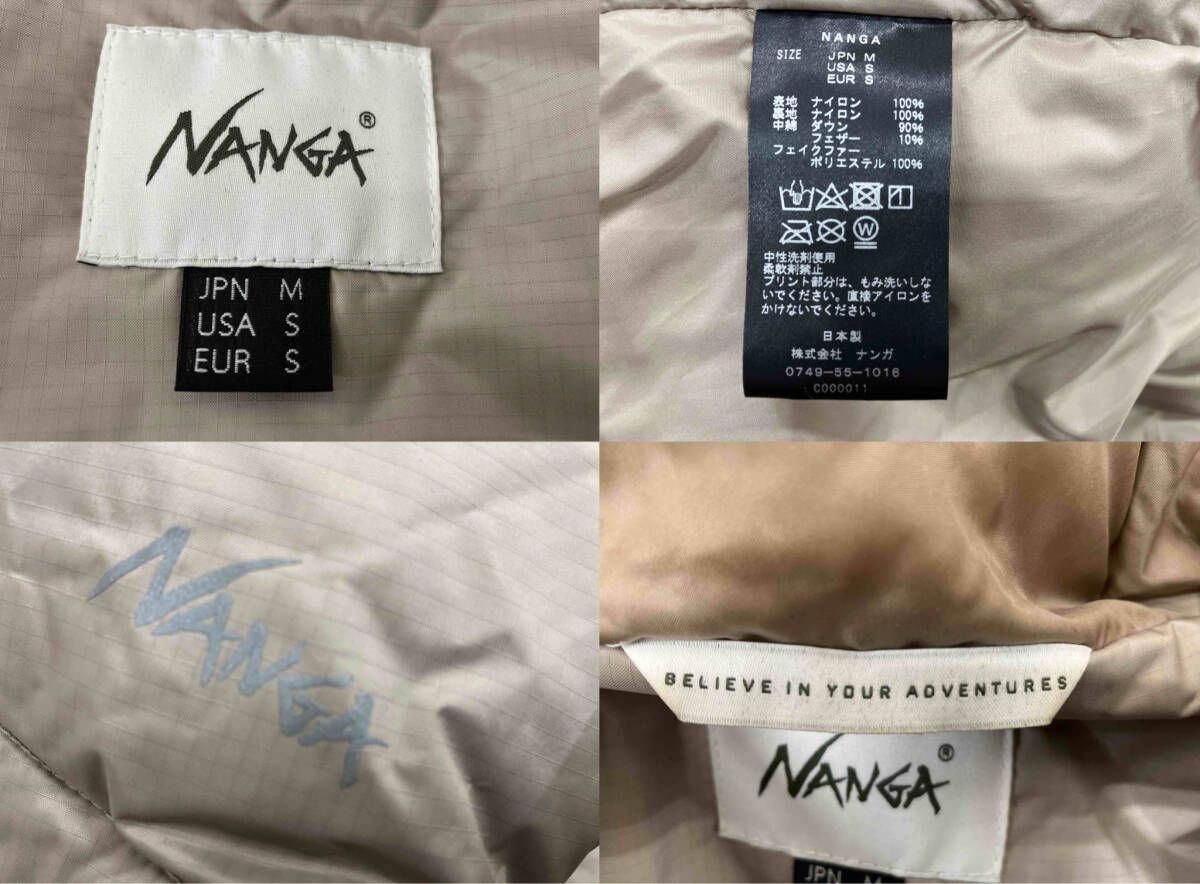 NANGA®
JPN M
USA S
EUR S
NANGA
SIZE JPN M
USA S
EUR S
表地 ナイロン 100%
裏地 ナイロン 100%
中綿 ダウン 90%
フェザー 10%
フェイクファー
ポリエステル 100%
W
中性洗剤使用
柔軟剤禁止
プリント部分は、もみ洗いしな
いでください。直接アイロンを
かけないでください。
日本製
株式会社 ナンガ
0749-55-1016
C000011
NANGA
BELIEVE IN YOUR ADVENTURES
NANGA®
JPN M